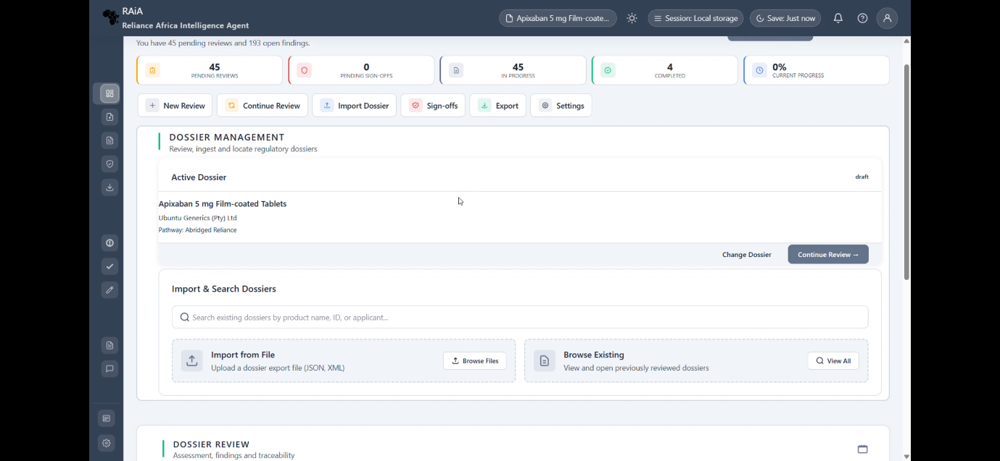 RAiA
Reliance Africa Intelligence Agent
Apixaban 5 mg Film-coate...
Session: Local storage
Save: Just now
You have 45 pending reviews and 193 open findings.
45
PENDING REVIEWS
0
PENDING SIGN-OFFS
45
IN PROGRESS
4
COMPLETED
0%
CURRENT PROGRESS
New Review
Continue Review
Import Dossier
Sign-offs
Export
Settings
DOSSIER MANAGEMENT
Review, ingest and locate regulatory dossiers
Active Dossier
draft
Apixaban 5 mg Film-coated Tablets
Ubuntu Generics (Pty) Ltd
Pathway: Abridged Reliance
Change Dossier
Continue Review →
Import & Search Dossiers
Search existing dossiers by product name, ID, or applicant...
Import from File
Upload a dossier export file (JSON, XML)
Browse Files
Browse Existing
View and open previously reviewed dossiers
View All
DOSSIER REVIEW
Assessment, findings and traceability